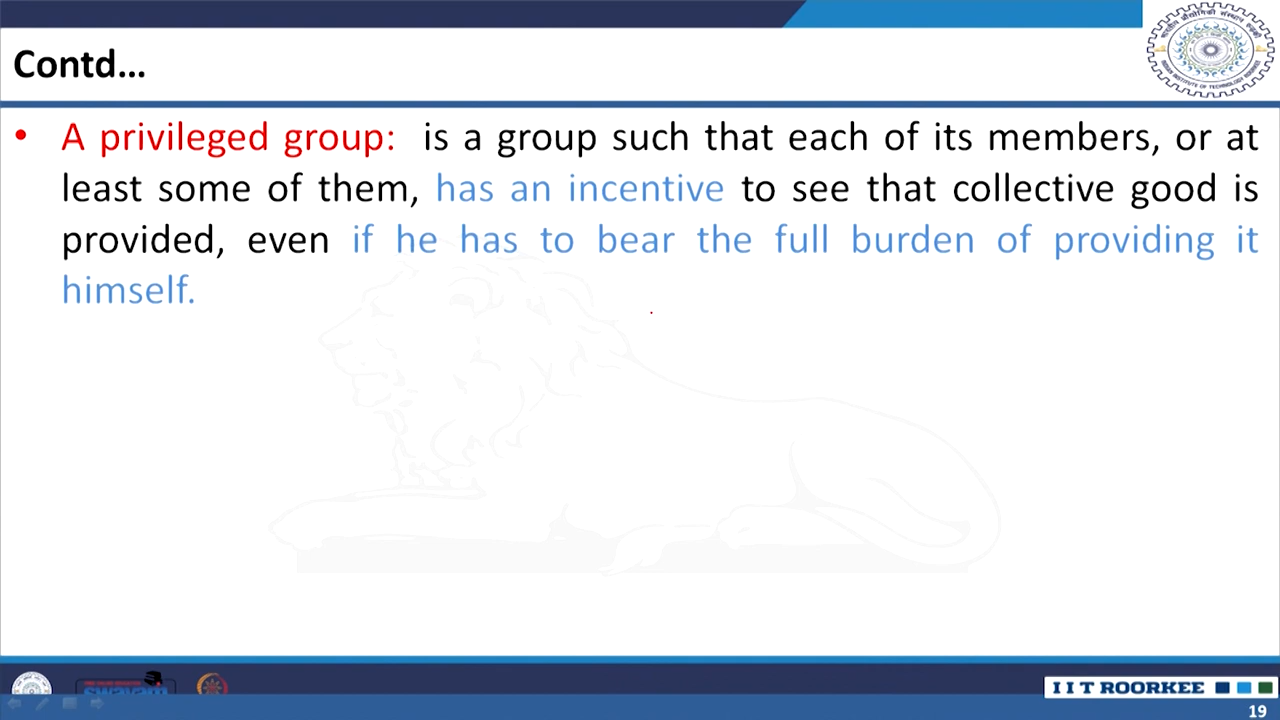 Contd...
• A privileged group: is a group such that each of its members, or at
least some of them, has an incentive to see that collective good is
provided, even if he has to bear the full burden of providing it
himself.
swayam
I I T ROORKEE
19